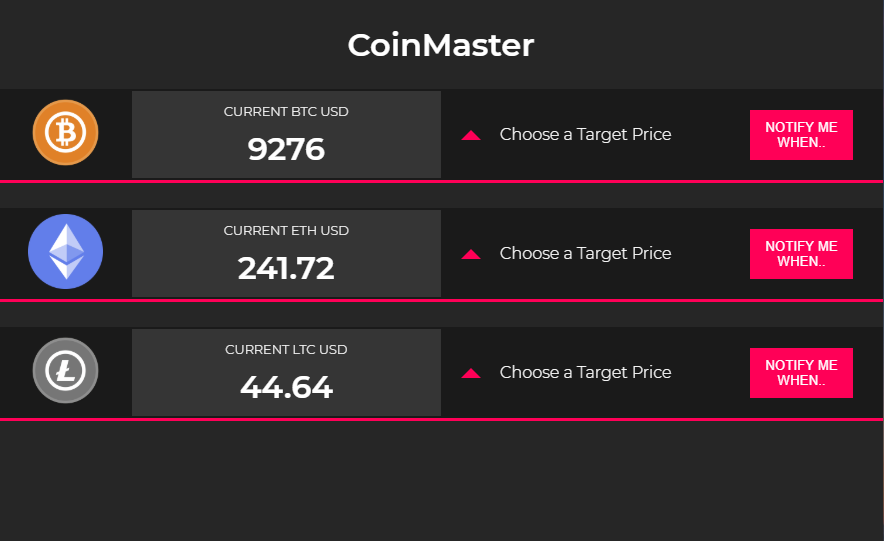 CoinMaster
CURRENT BTC USD
9276
Choose a Target Price
NOTIFY ME
WHEN..
CURRENT ETH USD
241.72
Choose a Target Price
NOTIFY ME
WHEN..
CURRENT LTC USD
44.64
Choose a Target Price
NOTIFY ME
WHEN..